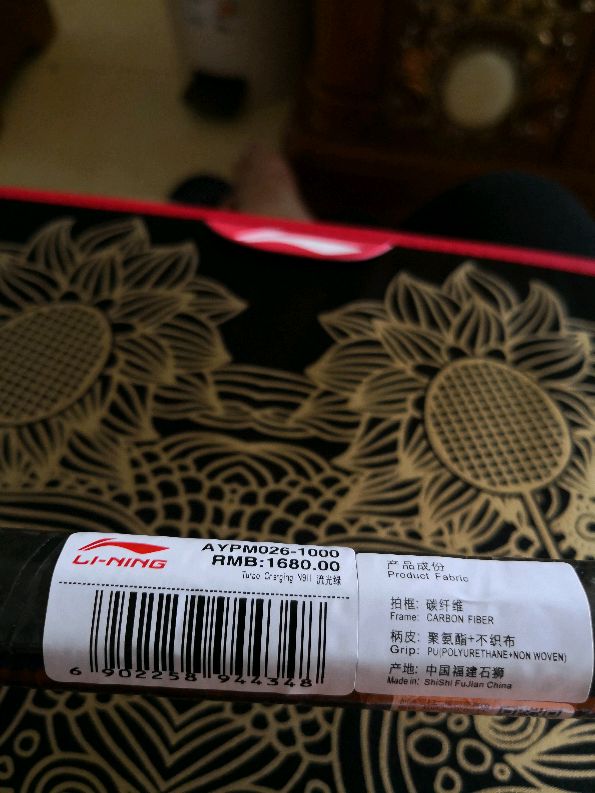 LI-NING
AYPM026-1000
RMB:1680.00
Turbo Charging N9II 流光绿
6 902258 944348
产品成份
Product Fabric
拍框: 碳纤维
Frame: CARBON FIBER
柄皮: 聚氨酯+不织布
Grip: PU(POLYURETHANE+NON WOVEN)
产地: 中国福建石狮
Made in: ShiShi FuJian China